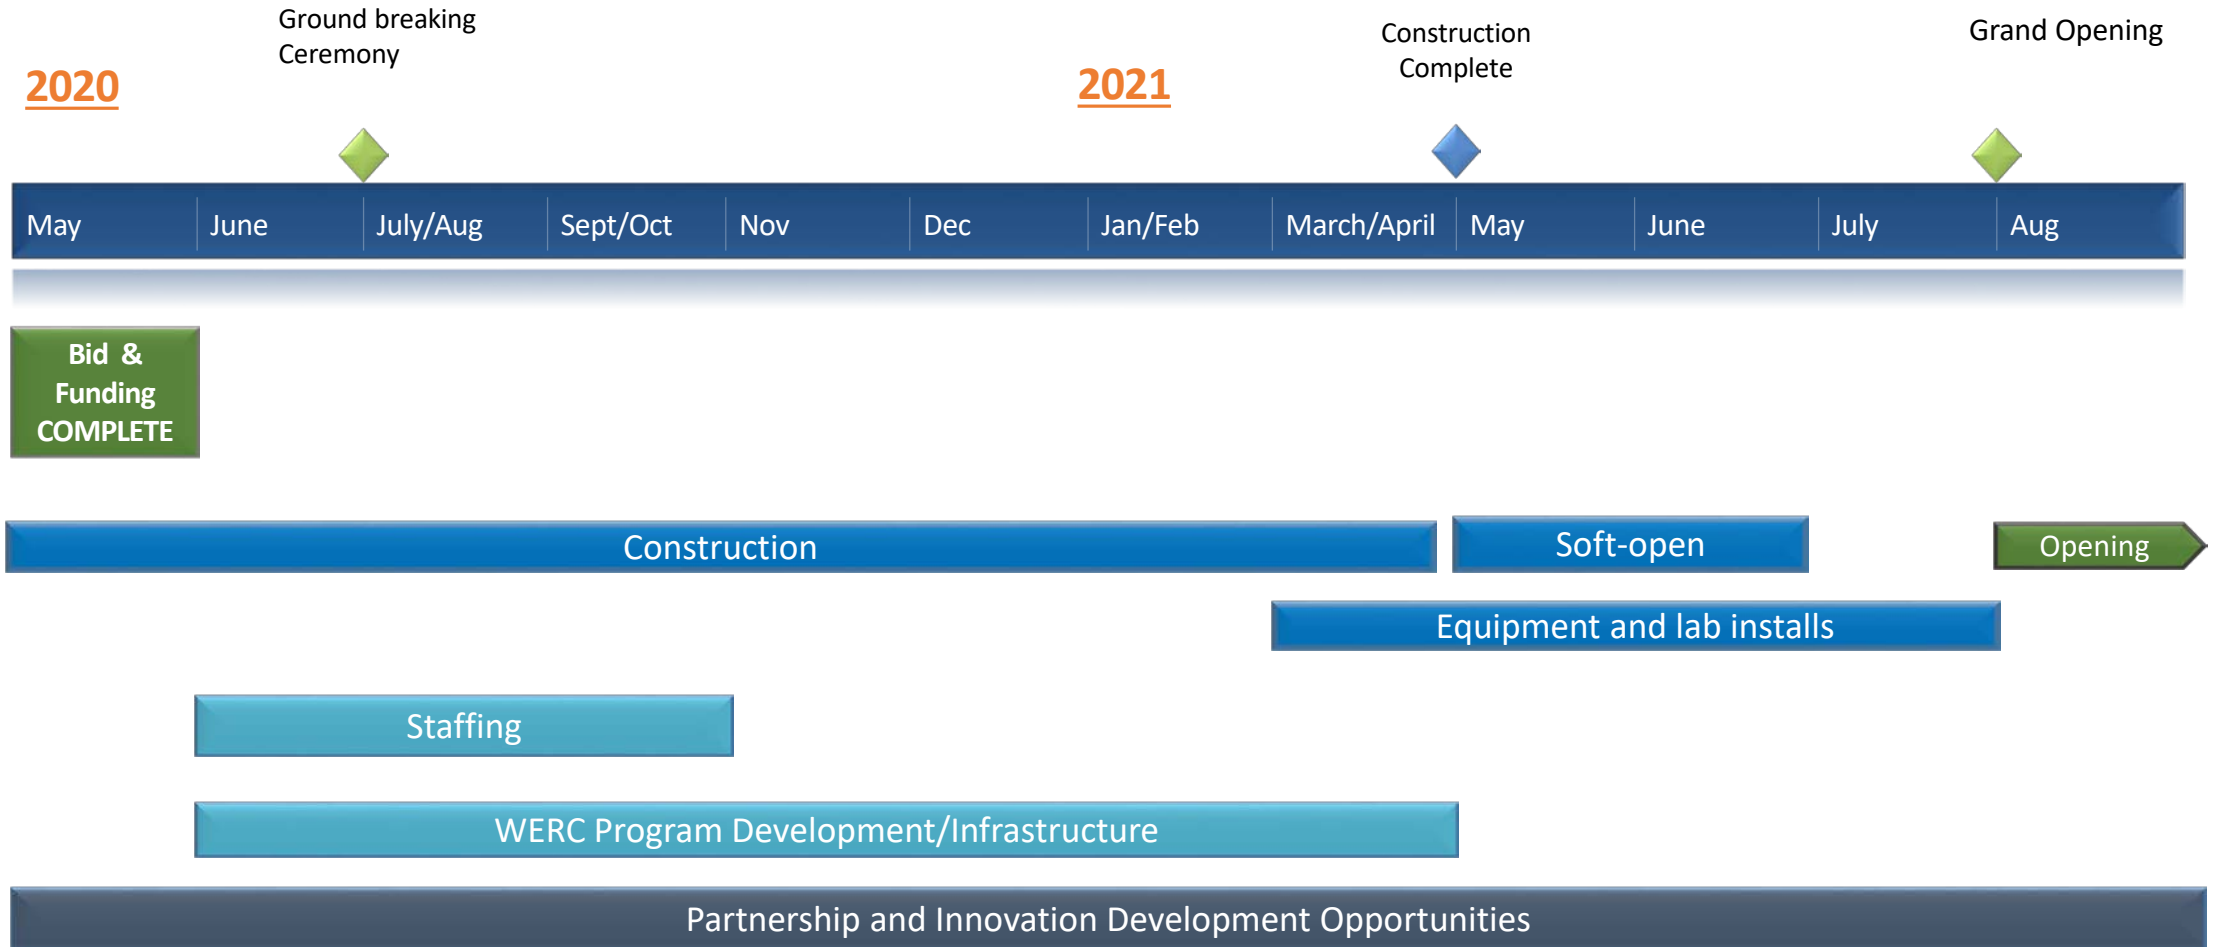 Ground breaking
Ceremony
Construction
Complete
Grand Opening
2020
2021
May
June
July/Aug
Sept/Oct
Nov
Dec
Jan/Feb
March/April
May
June
July
Aug
Bid &
Funding
COMPLETE
Construction
Soft-open
Opening
Equipment and lab installs
Staffing
WERC Program Development/Infrastructure
Partnership and Innovation Development Opportunities